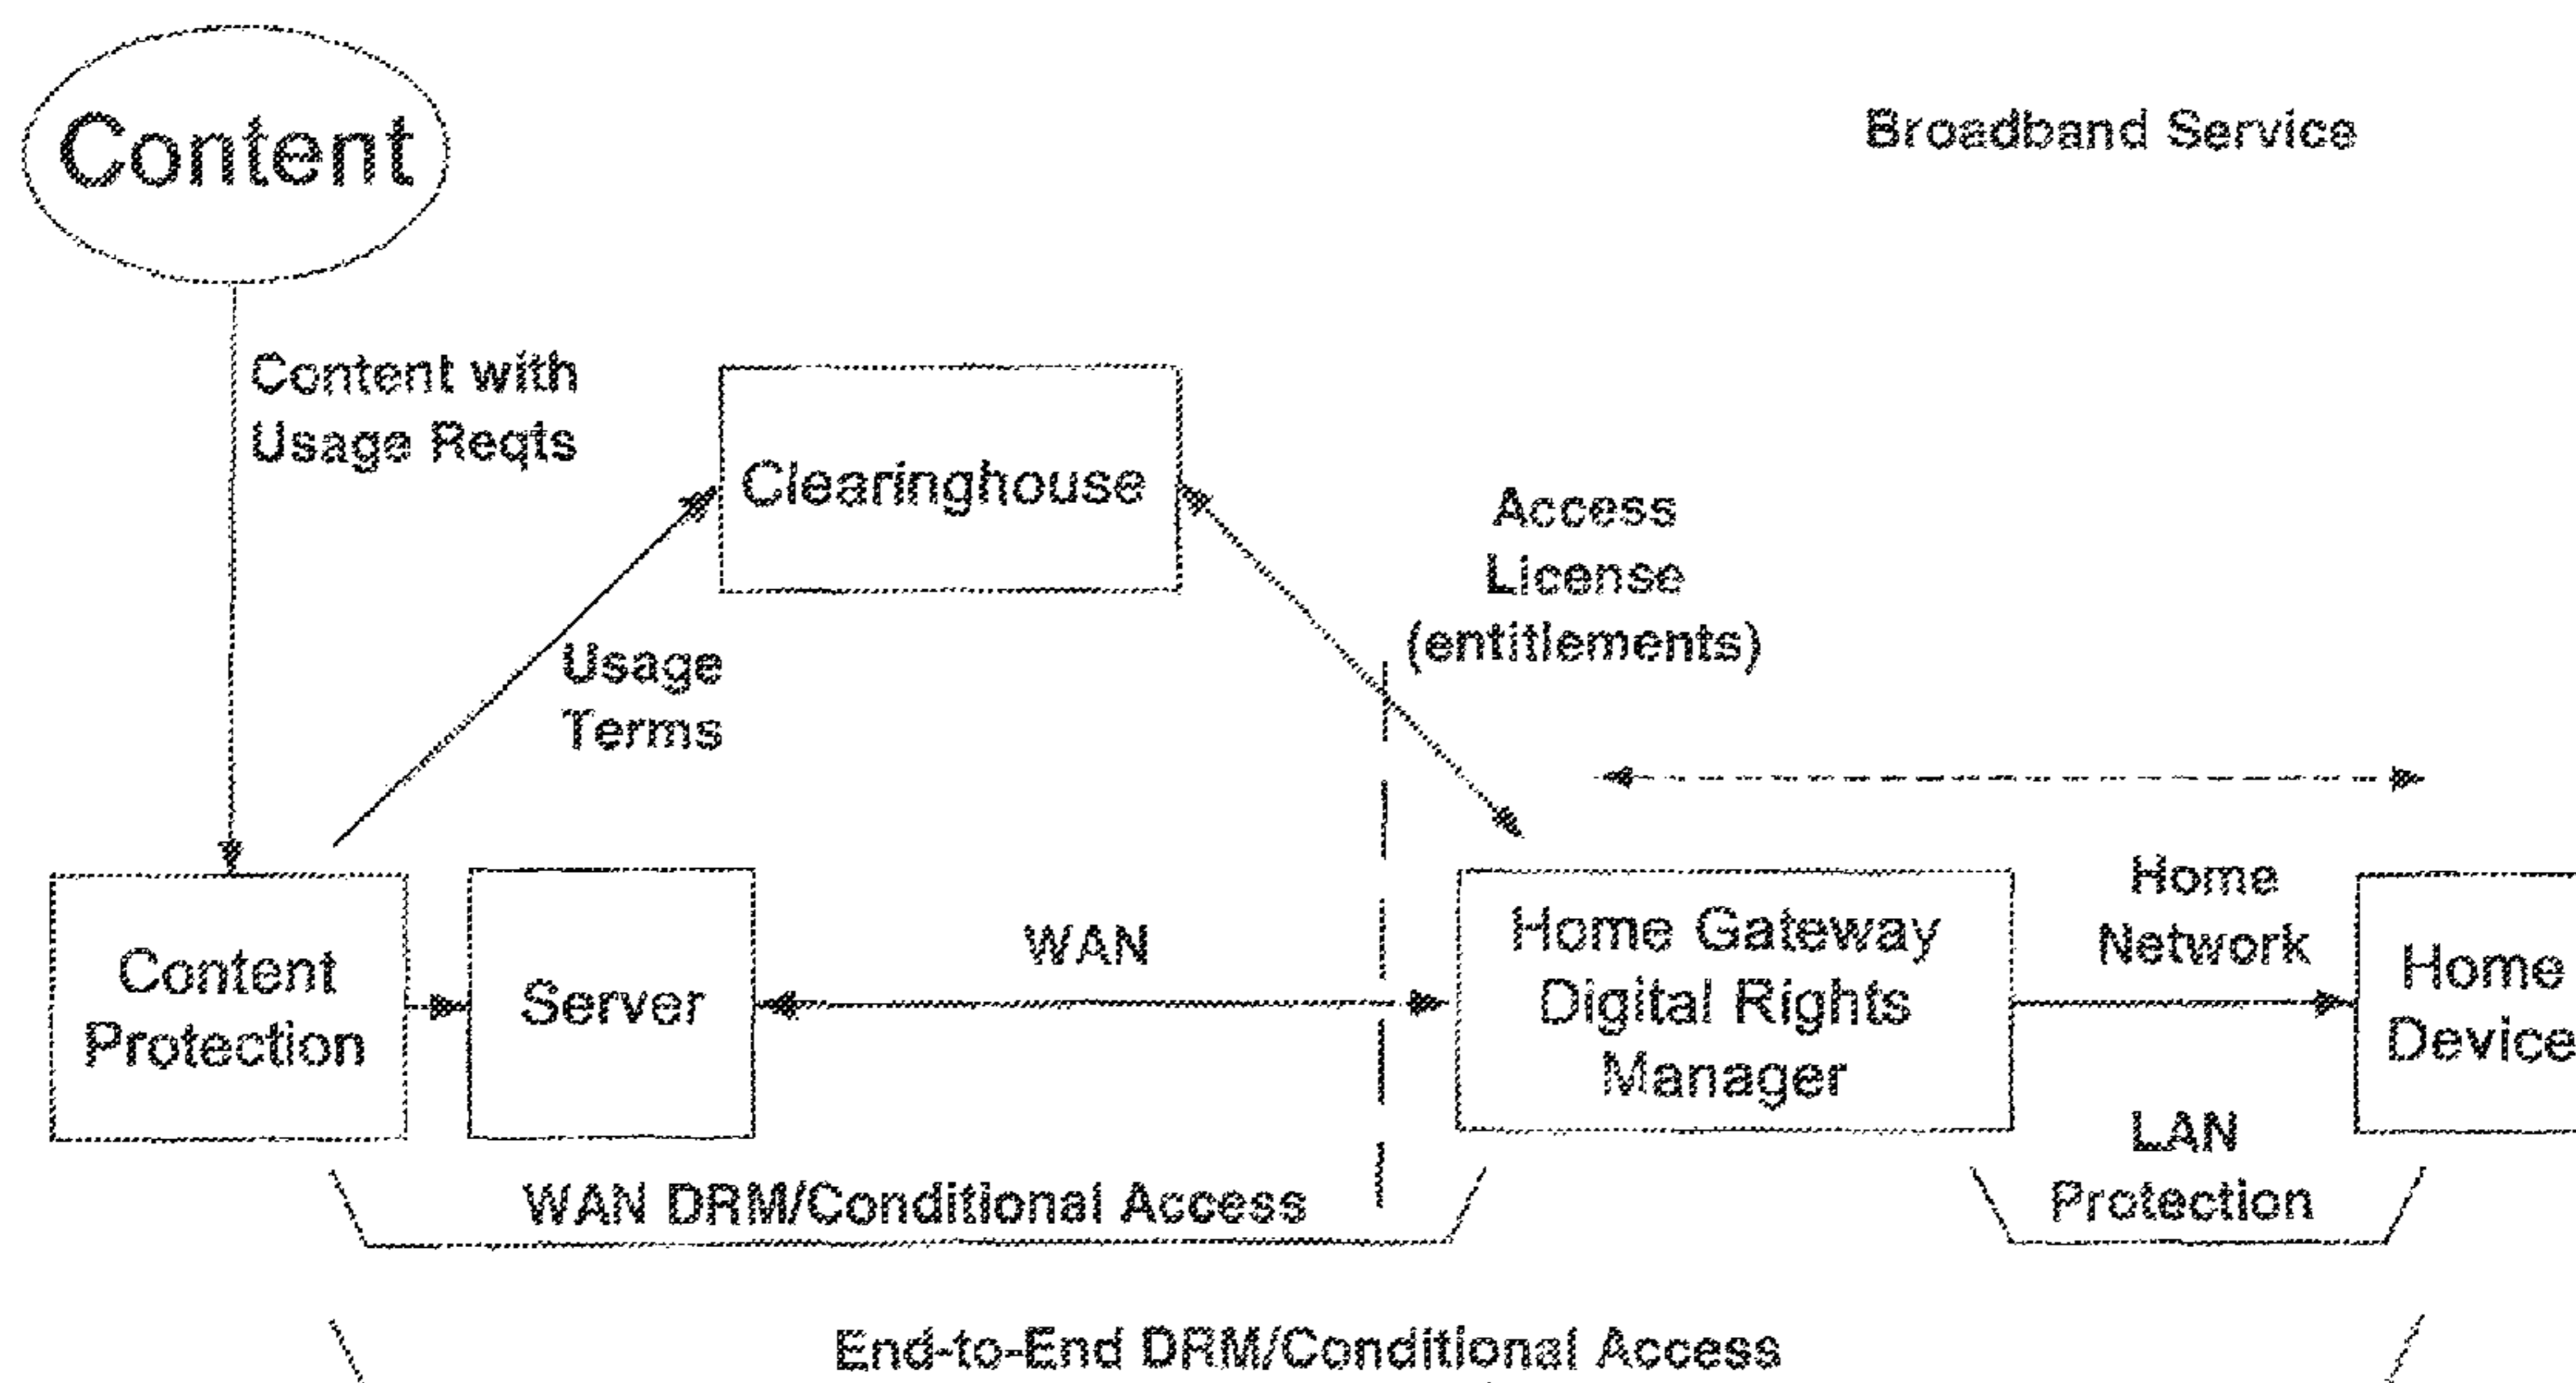 Content
Broadband Service
Content with
Usage Reqts
Clearinghouse
Access
License
(entitlements)
Usage
Terms
Content
Protection
Server
WAN
Home Gateway
Digital Rights
Manager
Home
Network
Home
Device
LAN
Protection
WAN DRM/Conditional Access
End-to-End DRM/Conditional Access